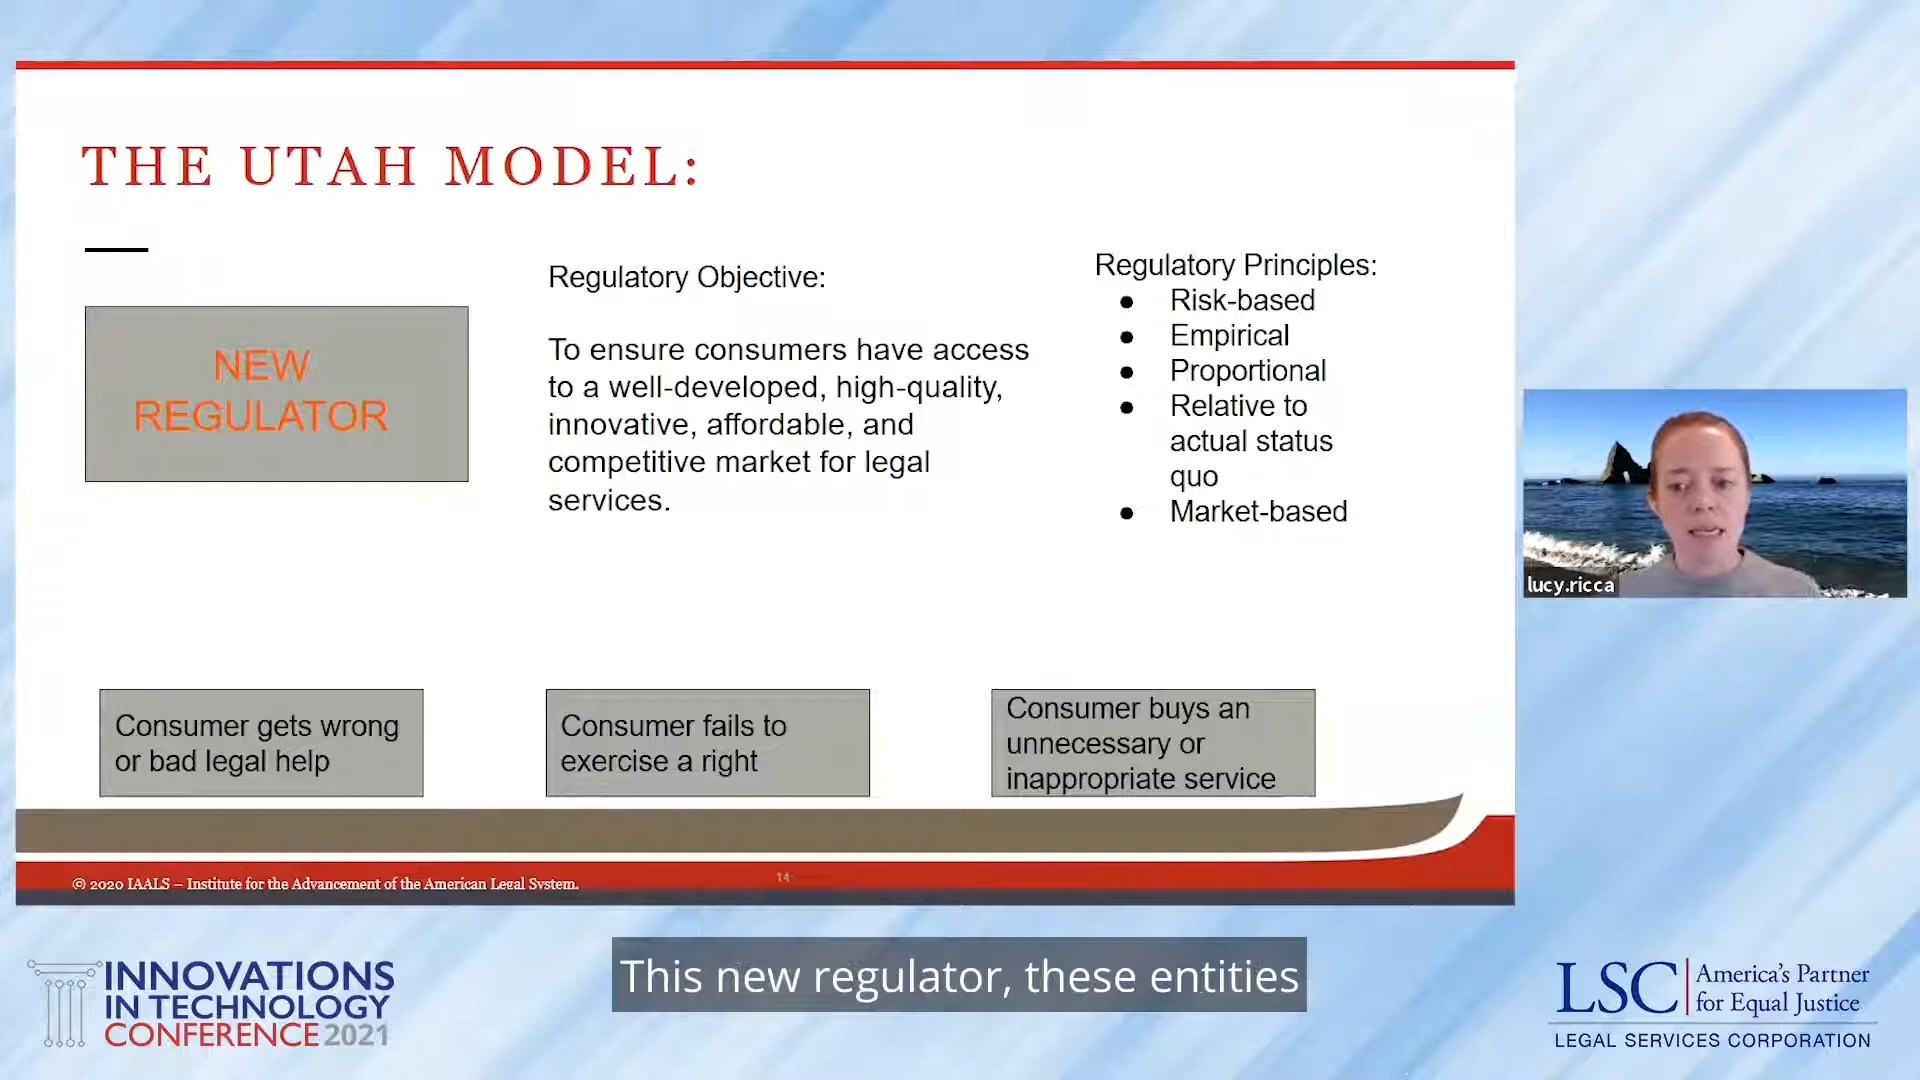 THE UTAH MODEL:
NEW
REGULATOR
Regulatory Objective:
To ensure consumers have access
to a well-developed, high-quality,
innovative, affordable, and
competitive market for legal
services.
Regulatory Principles:
● Risk-based
● Empirical
● Proportional
● Relative to
actual status
quo
● Market-based
lucy.ricca
Consumer gets wrong
or bad legal help
Consumer fails to
exercise a right
Consumer buys an
unnecessary or
inappropriate service
© 2020 IAALS – Institute for the Advancement of the American Legal System.
14
This new regulator, these entities
INNOVATIONS
IN TECHNOLOGY
CONFERENCE 2021
LSC
America's Partner
for Equal Justice
LEGAL SERVICES CORPORATION